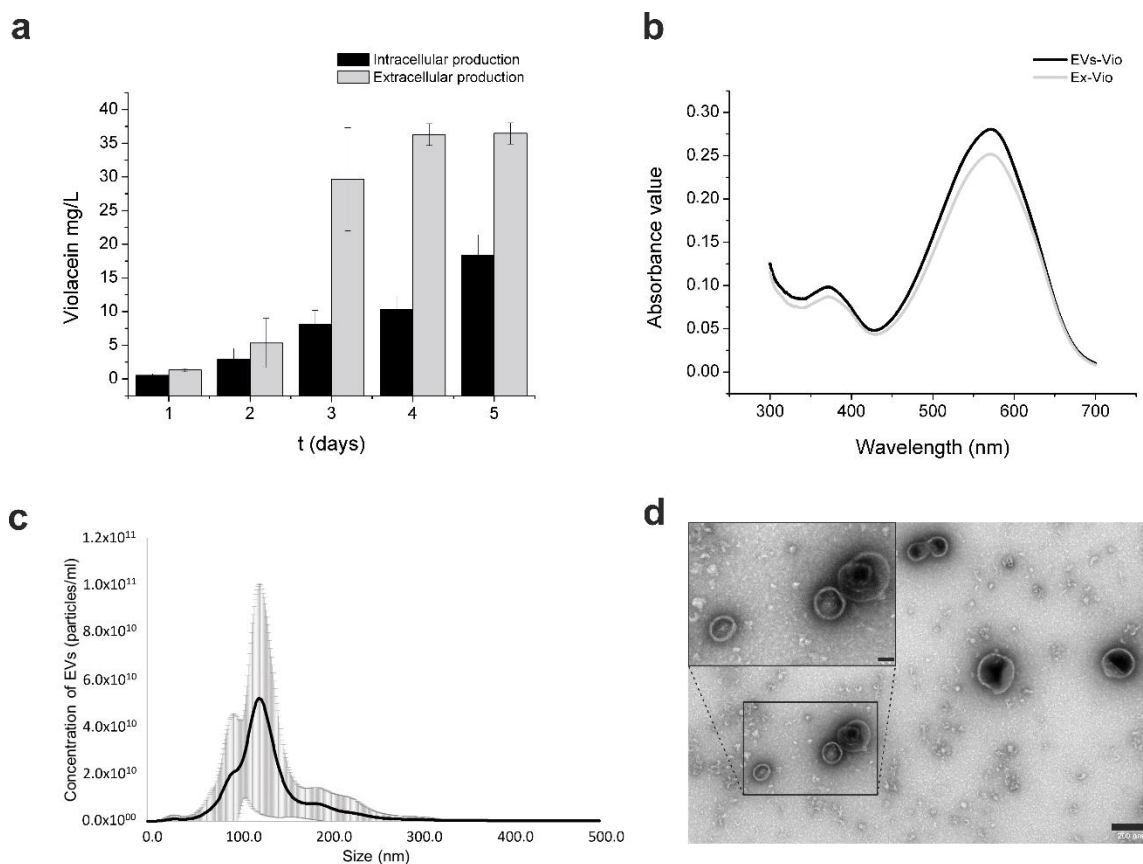 a
Intracellular production
Extracellular production
40
35
30
25
20
15
10
5
0
Violacein mg/L
1 2 3 4 5
t (days)
b
EVs-Vio
Ex-Vio
0.30
0.25
0.20
0.15
0.10
0.05
0.00
Absorbance value
300 400 500 600 700
Wavelength (nm)
c
1.2x10¹¹
1.0x10¹¹
8.0x10¹⁰
6.0x10¹⁰
4.0x10¹⁰
2.0x10¹⁰
0.0x10⁰⁰
Concentration of EVs (particles/ml)
0.0 100.0 200.0 300.0 400.0 500.0
Size (nm)
d
200 nm